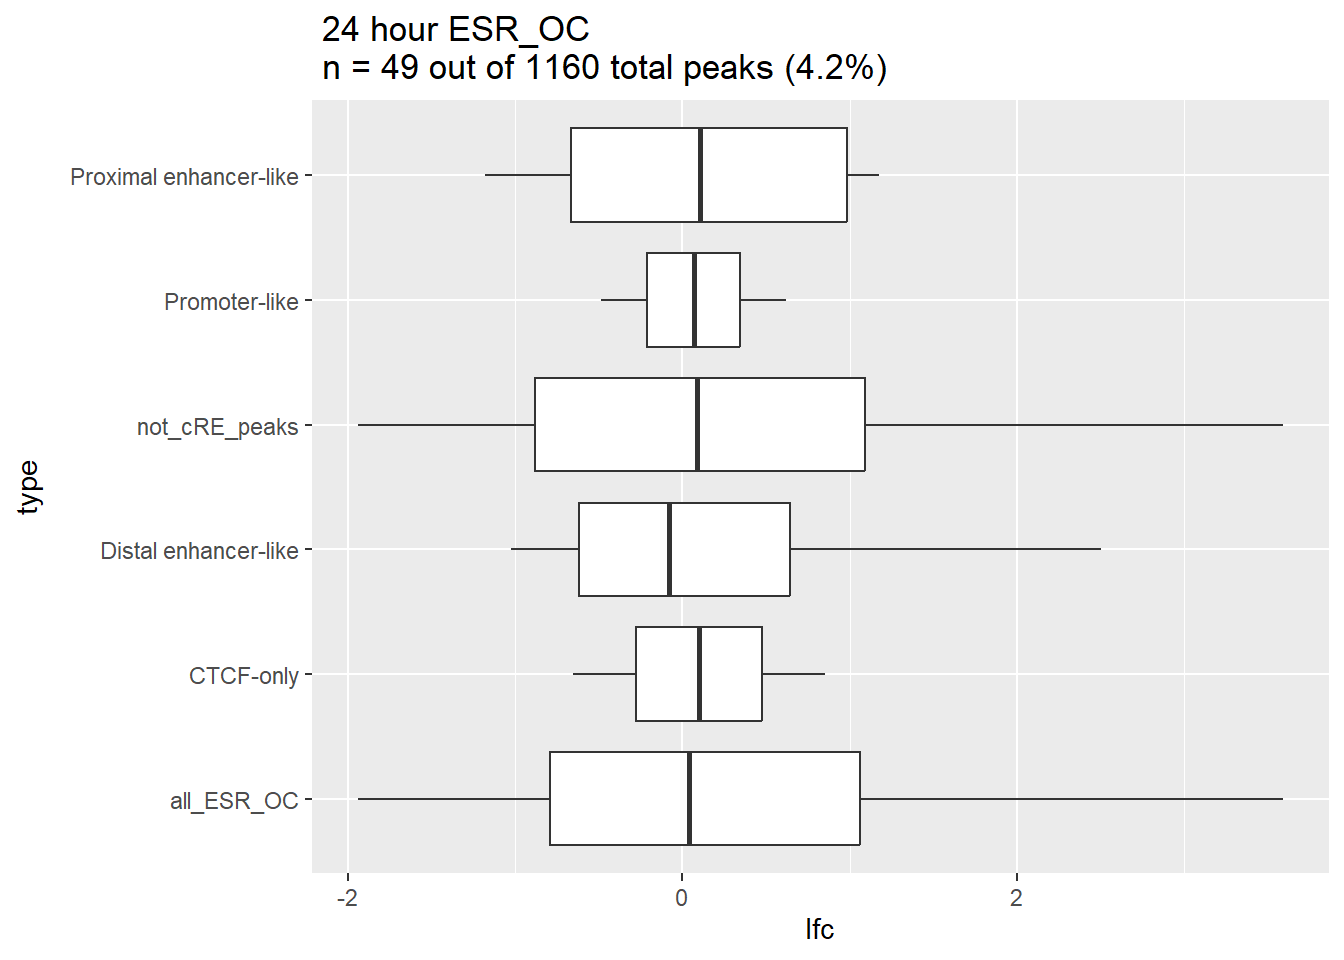 24 hour ESR_OC
n = 49 out of 1160 total peaks (4.2%)
Proximal enhancer-like
Promoter-like
not_cRE_peaks
Distal enhancer-like
CTCF-only
all_ESR_OC
type
-2
0
2
lfc